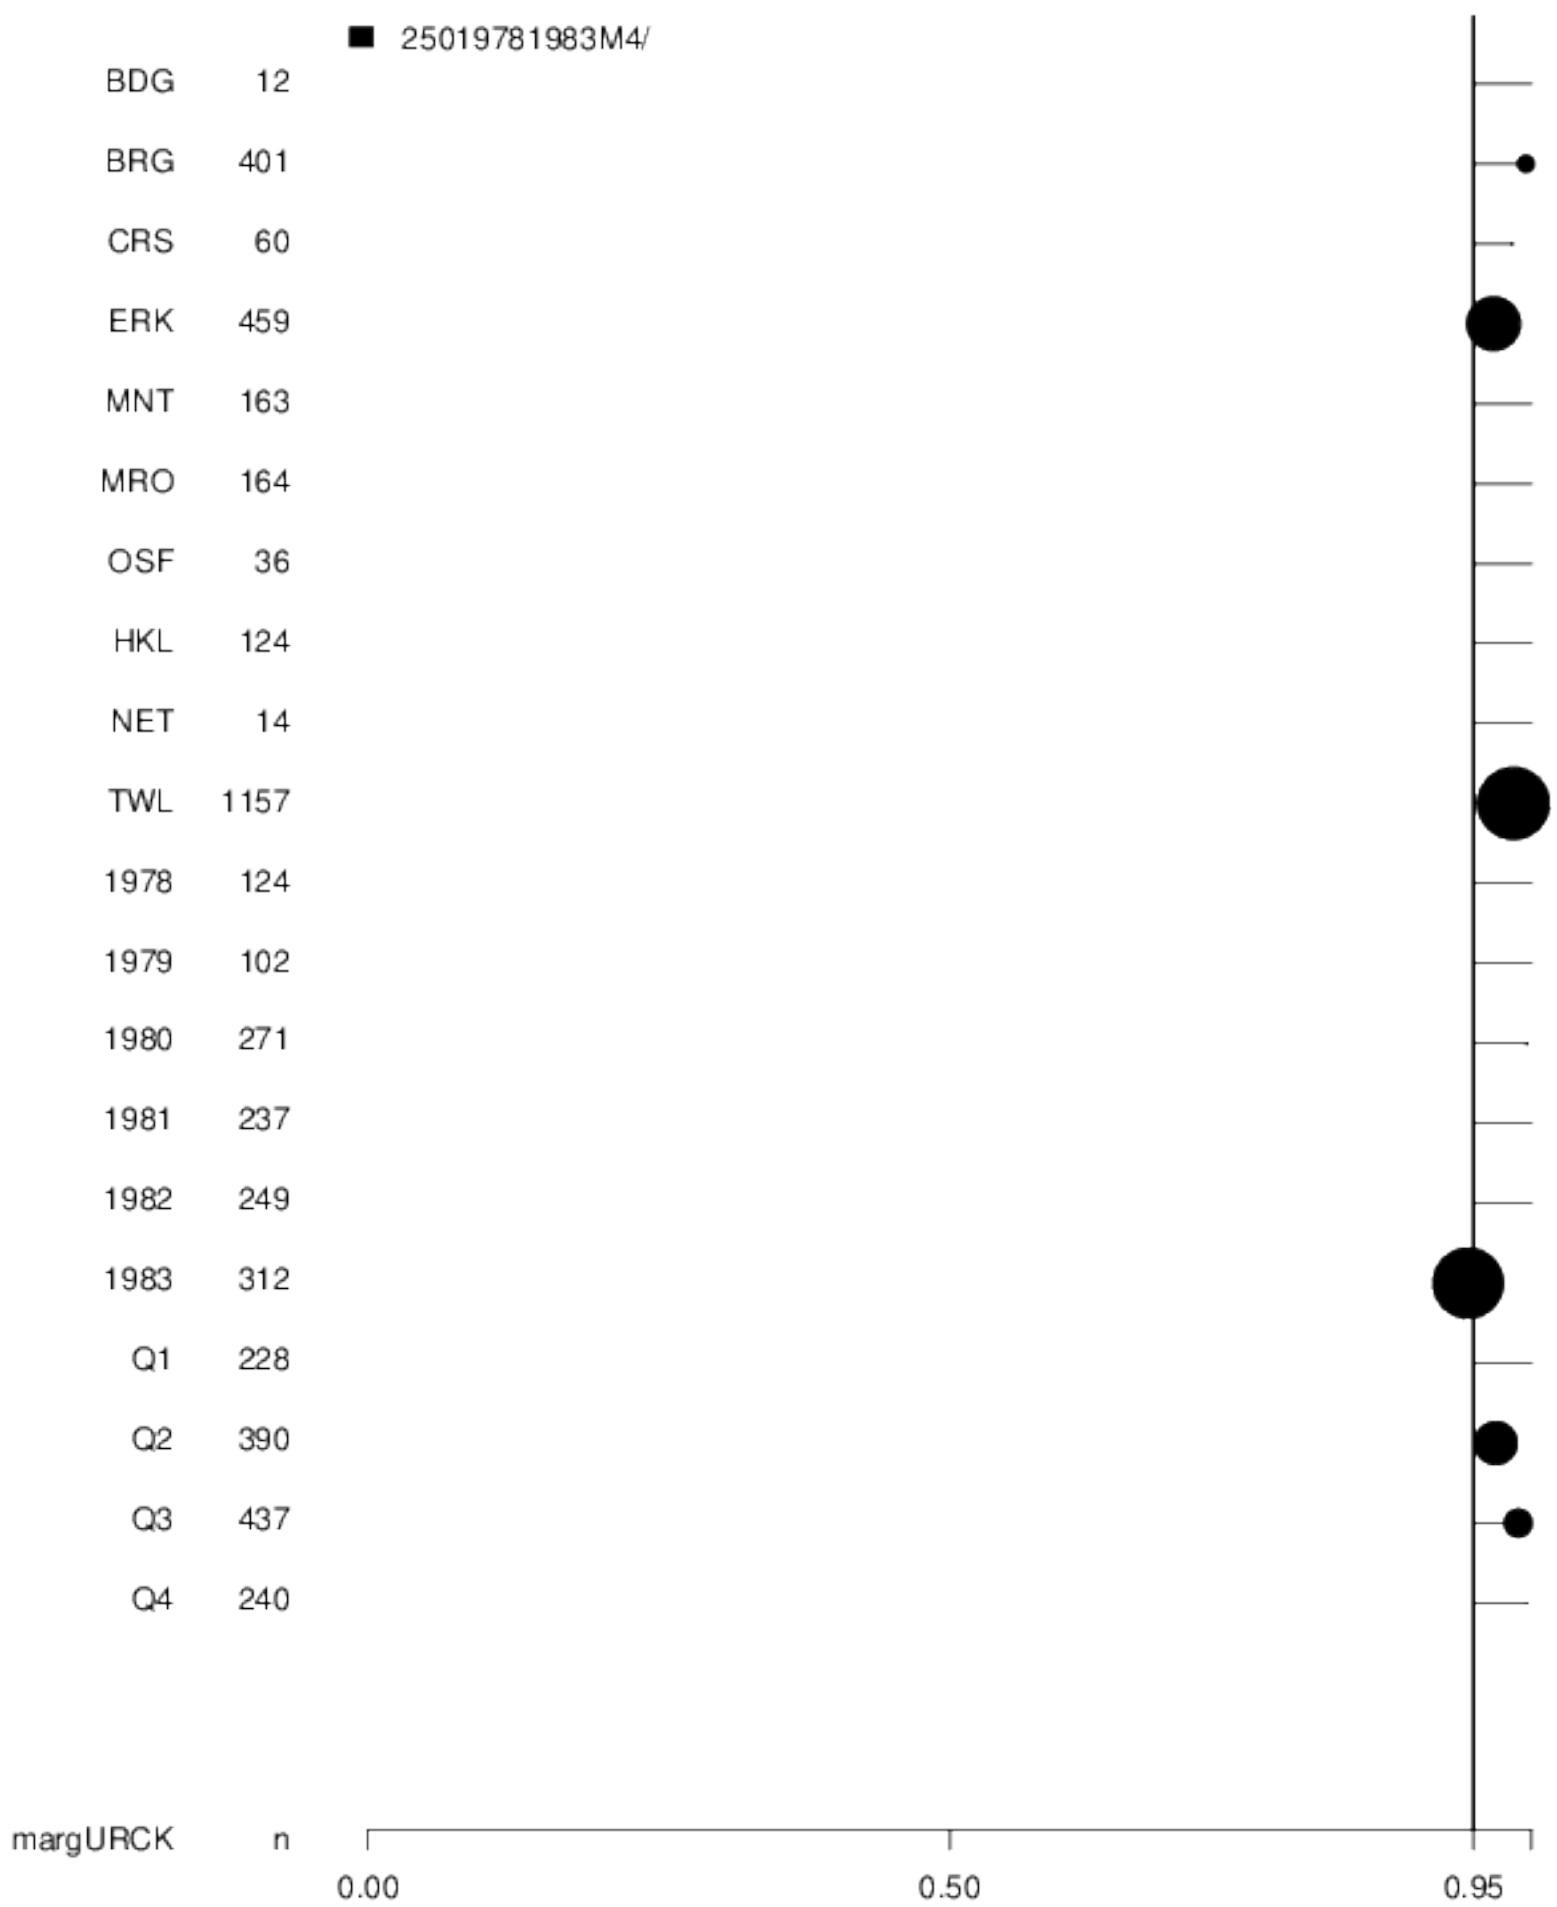 25019781983M4/
BDG 12
BRG 401
CRS 60
ERK 459
MNT 163
MRO 164
OSF 36
HKL 124
NET 14
TWL 1157
1978 124
1979 102
1980 271
1981 237
1982 249
1983 312
Q1 228
Q2 390
Q3 437
Q4 240
margURCK n
0.00 0.50 0.95